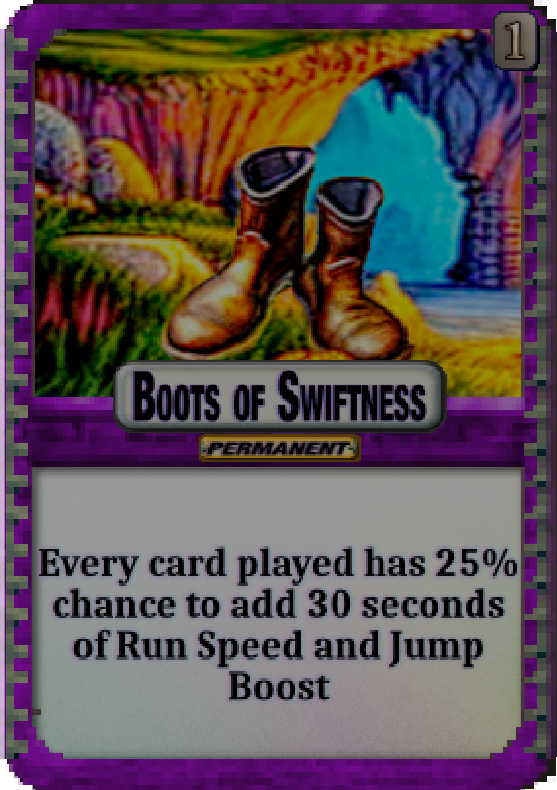 1
Boots of Swiftness
PERMANENT
Every card played has 25%
chance to add 30 seconds
of Run Speed and Jump
Boost